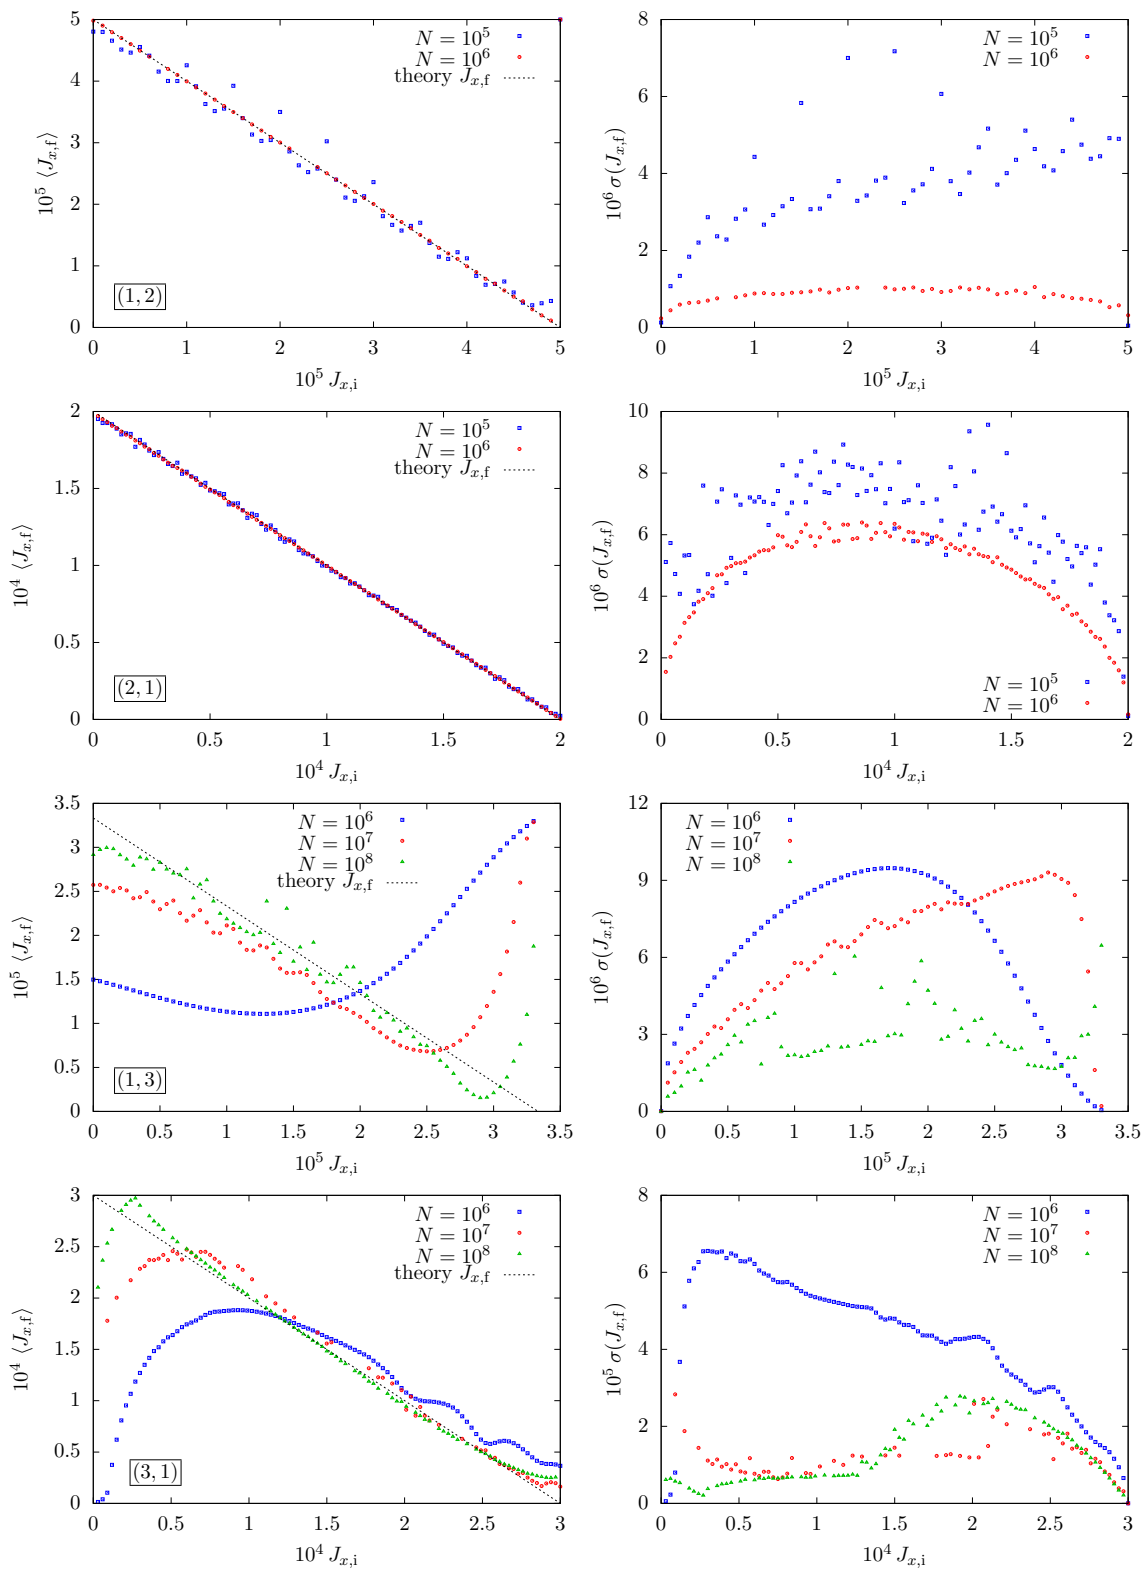 5
4
3
2
1
0
0 1 2 3 4 5
10^5 ⟨J_{x,f}⟩
10^5 J_{x,i}
N = 10^5
N = 10^6
theory J_{x,f}
(1, 2)
8
6
4
2
0
0 1 2 3 4 5
10^6 σ(J_{x,f})
10^5 J_{x,i}
N = 10^5
N = 10^6
2
1.5
1
0.5
0
0 0.5 1 1.5 2
10^4 ⟨J_{x,f}⟩
10^4 J_{x,i}
N = 10^5
N = 10^6
theory J_{x,f}
(2, 1)
10
8
6
4
2
0
0 0.5 1 1.5 2
10^6 σ(J_{x,f})
10^4 J_{x,i}
N = 10^5
N = 10^6
3.5
3
2.5
2
1.5
1
0.5
0
0 0.5 1 1.5 2 2.5 3 3.5
10^5 ⟨J_{x,f}⟩
10^5 J_{x,i}
N = 10^6
N = 10^7
N = 10^8
theory J_{x,f}
(1, 3)
12
9
6
3
0
0 0.5 1 1.5 2 2.5 3 3.5
10^6 σ(J_{x,f})
10^5 J_{x,i}
N = 10^6
N = 10^7
N = 10^8
3
2.5
2
1.5
1
0.5
0
0 0.5 1 1.5 2 2.5 3
10^4 ⟨J_{x,f}⟩
10^4 J_{x,i}
N = 10^6
N = 10^7
N = 10^8
theory J_{x,f}
(3, 1)
8
6
4
2
0
0 0.5 1 1.5 2 2.5 3
10^5 σ(J_{x,f})
10^4 J_{x,i}
N = 10^6
N = 10^7
N = 10^8